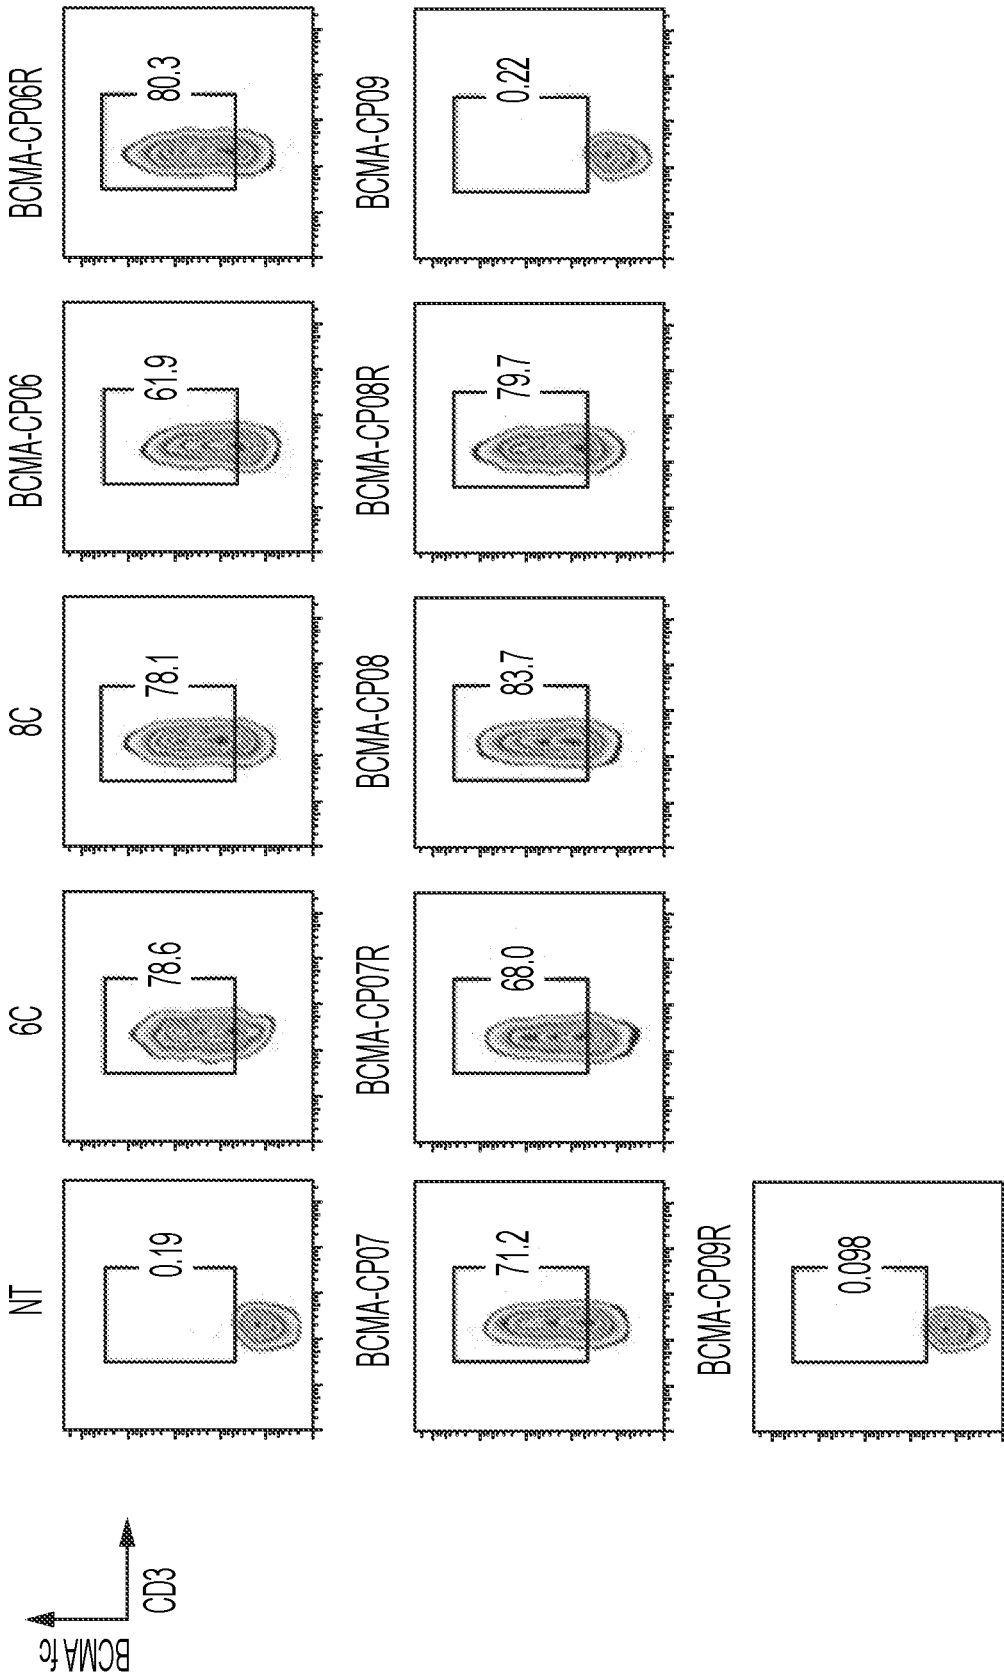 BCMA fc
CD3
NT
0.19
6C
78.6
8C
78.1
BCMA-CP06
61.9
BCMA-CP06R
80.3
BCMA-CP07
71.2
BCMA-CP07R
68.0
BCMA-CP08
83.7
BCMA-CP08R
79.7
BCMA-CP09
0.22
BCMA-CP09R
0.098